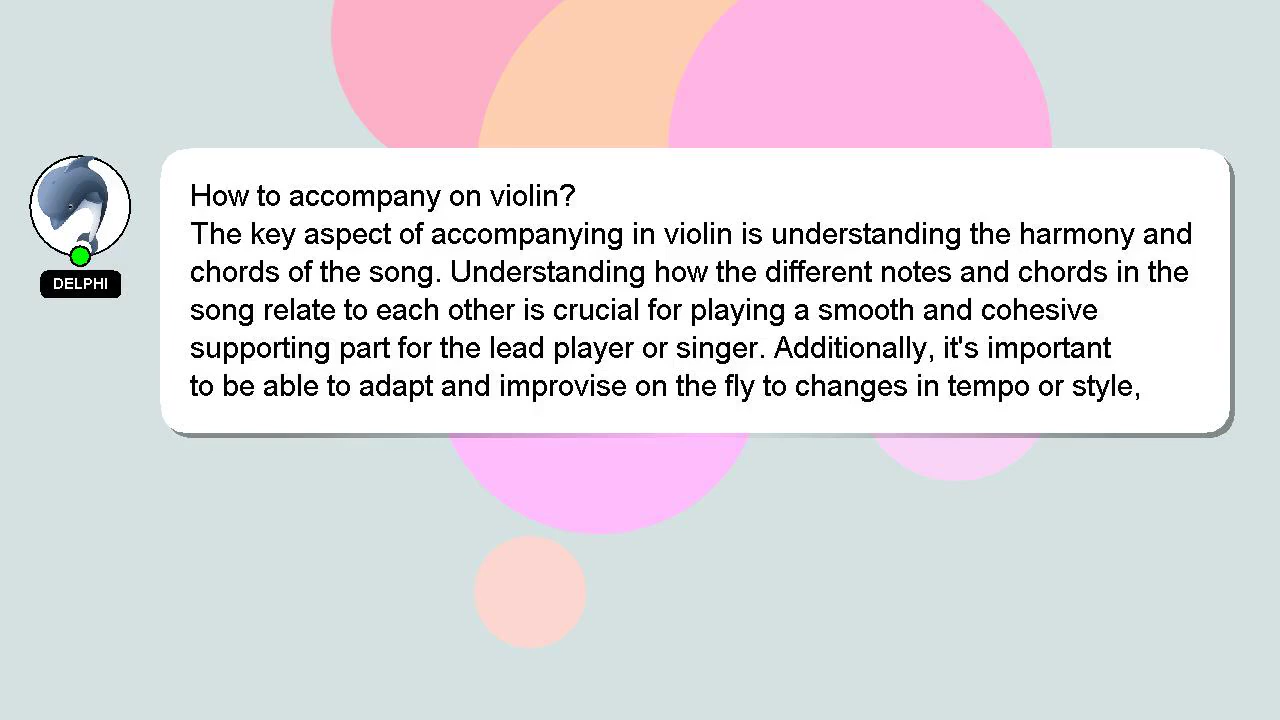 How to accompany on violin?
The key aspect of accompanying in violin is understanding the harmony and
chords of the song. Understanding how the different notes and chords in the
song relate to each other is crucial for playing a smooth and cohesive
supporting part for the lead player or singer. Additionally, it's important
to be able to adapt and improvise on the fly to changes in tempo or style,
DELPHI